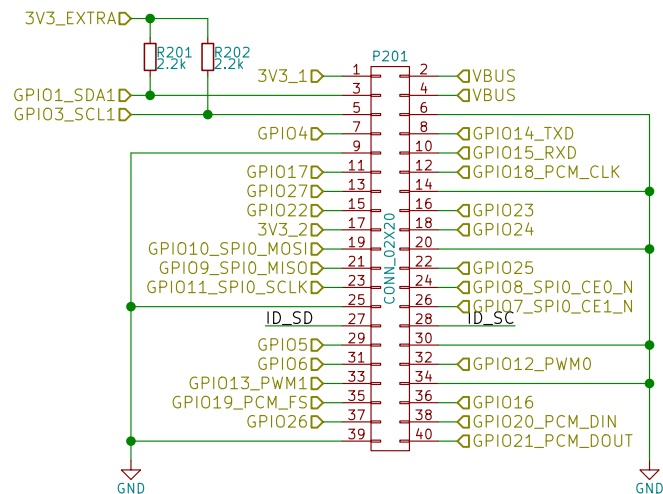 3V3_EXTRA
R201 R202
2.2k 2.2k
P201
3V3_1 1 2 VBUS
GPIO1_SDA1 3 4 VBUS
GPIO3_SCL1 5 6
GPIO4 7 8 GPIO14_TXD
9 10 GPIO15_RXD
GPIO17 11 12 GPIO18_PCM_CLK
GPIO27 13 14
GPIO22 15 16 GPIO23
3V3_2 17 18 GPIO24
GPIO10_SPI0_MOSI 19 20
GPIO9_SPI0_MISO 21 22 GPIO25
GPIO11_SPI0_SCLK 23 24 GPIO8_SPI0_CE0_N
25 26 GPIO7_SPI0_CE1_N
ID_SD 27 28 ID_SC
GPIO5 29 30
GPIO6 31 32 GPIO12_PWM0
GPIO13_PWM1 33 34
GPIO19_PCM_FS 35 36 GPIO16
GPIO26 37 38 GPIO20_PCM_DIN
39 40 GPIO21_PCM_DOUT
CONN_02X20
GND GND